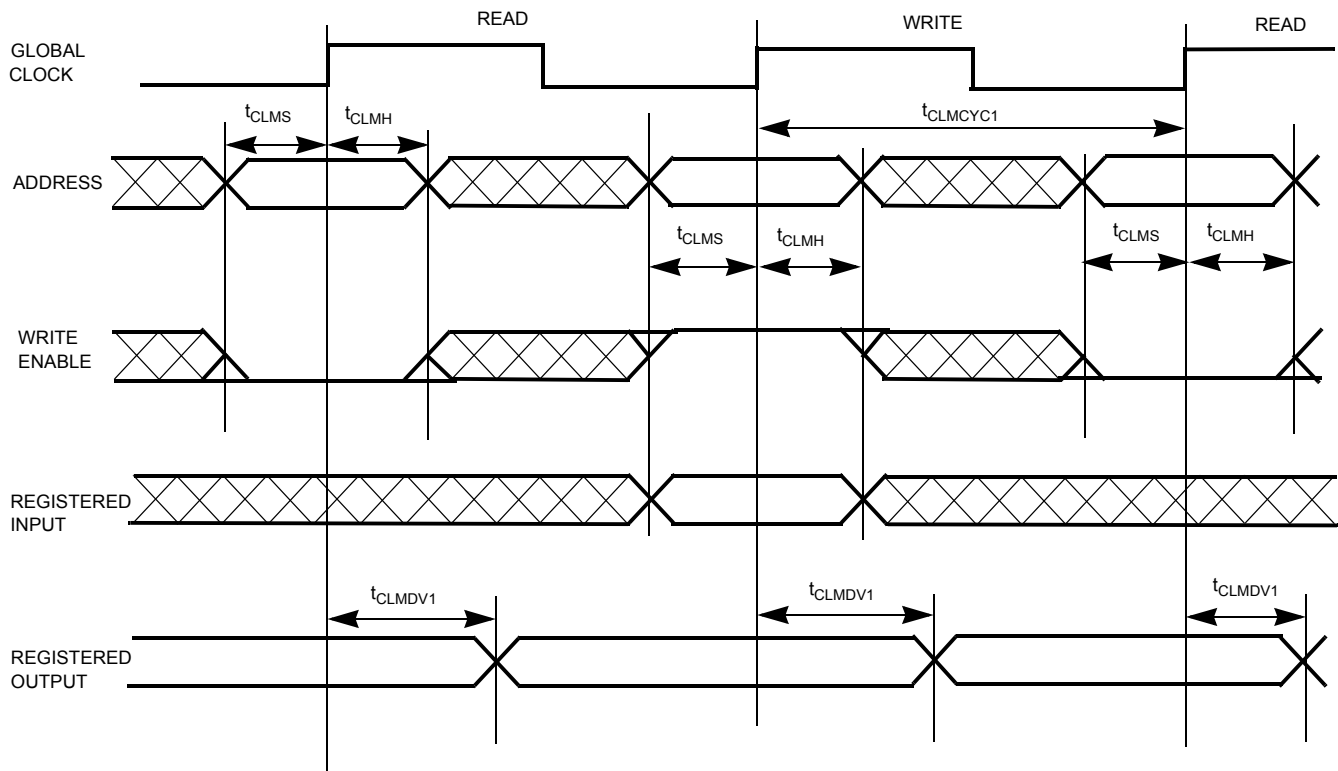 READ
WRITE
READ
GLOBAL
CLOCK
tCLMS
tCLMH
tCLMCYC1
ADDRESS
tCLMS
tCLMH
tCLMS
tCLMH
WRITE
ENABLE
REGISTERED
INPUT
tCLMDV1
tCLMDV1
tCLMDV1
REGISTERED
OUTPUT